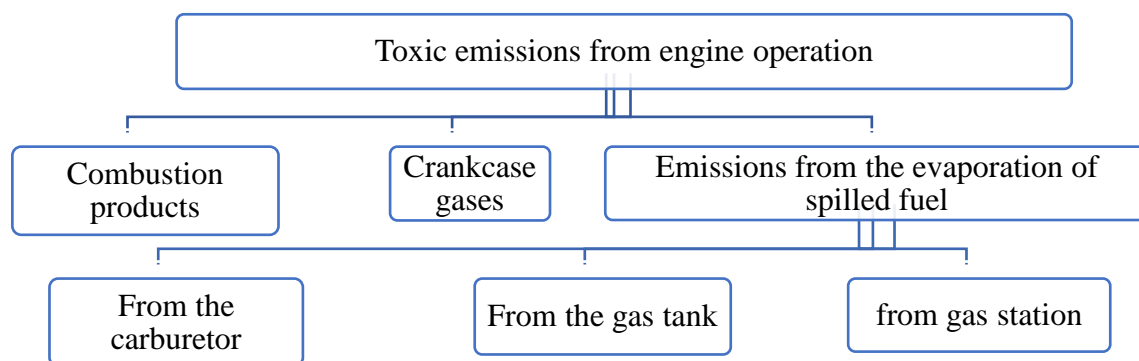 Toxic emissions from engine operation
Combustion
products
Crankcase
gases
Emissions from the evaporation of
spilled fuel
From the
carburetor
From the gas tank
from gas station